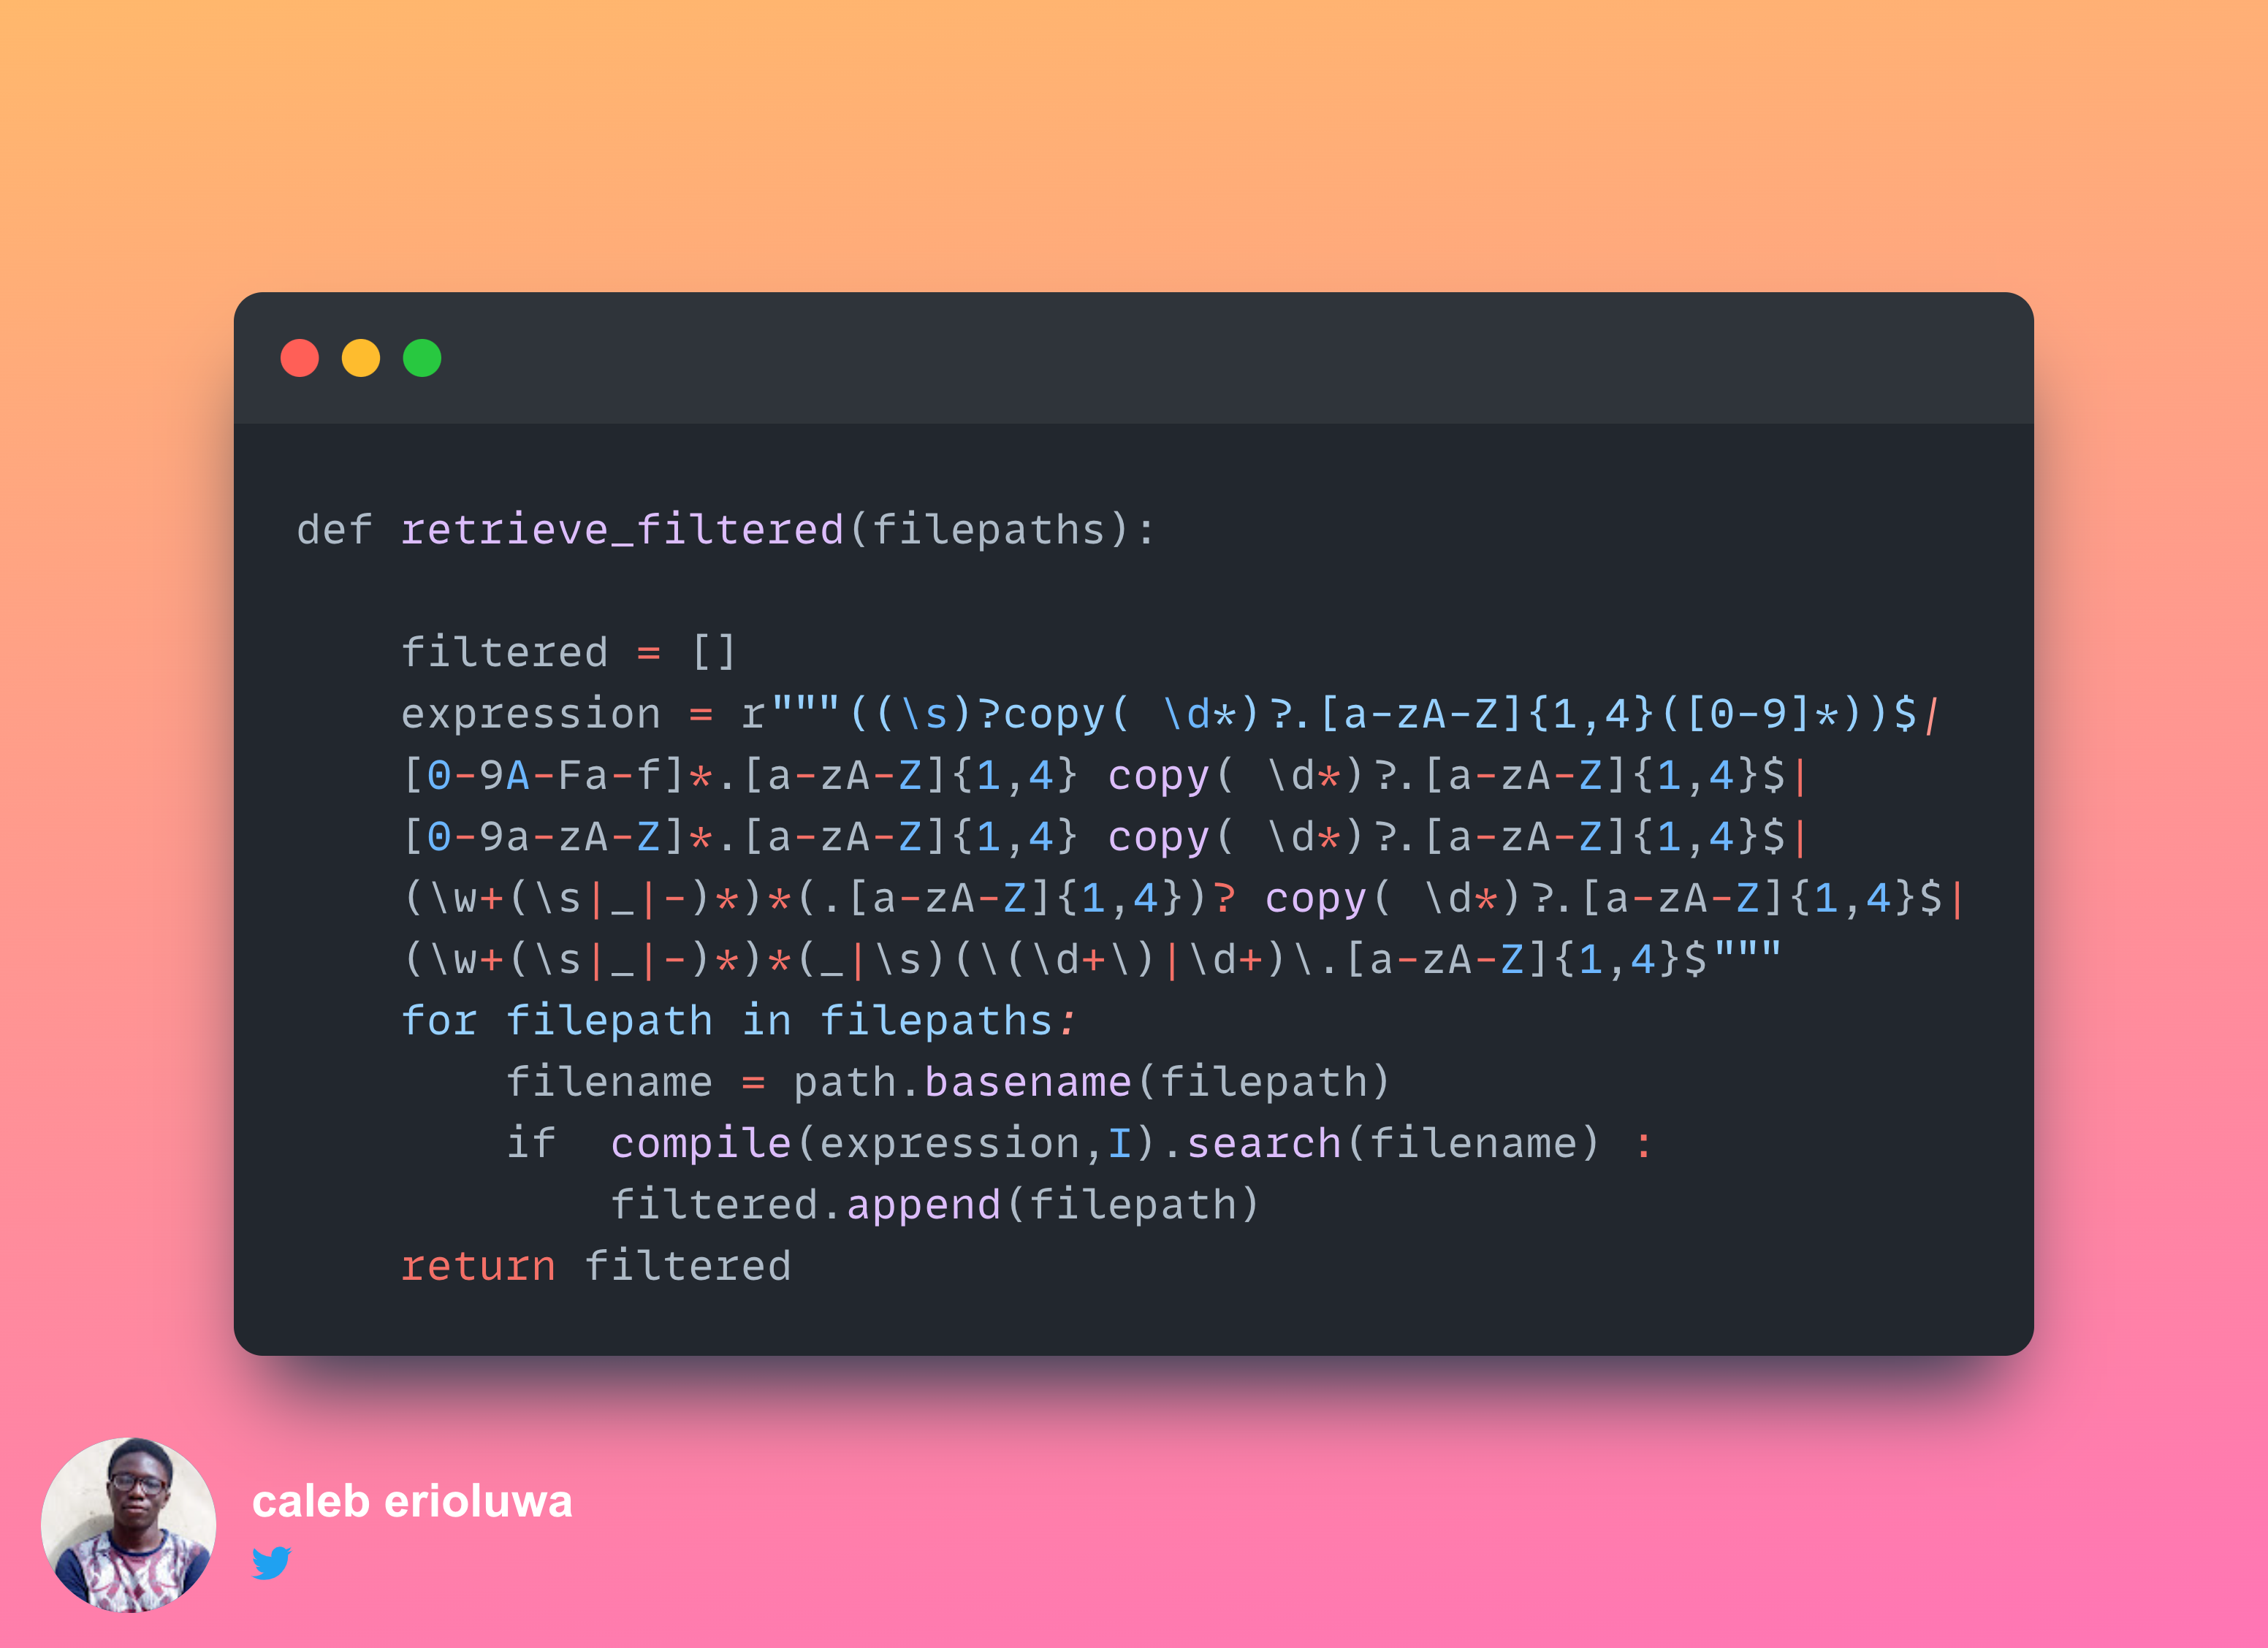 def retrieve_filtered(filepaths):
    filtered = []
    expression = r"""((\s)?copy( \d*)?.[a-zA-Z]{1,4}([0-9]*))$|
    [0-9A-Fa-f]*.[a-zA-Z]{1,4} copy( \d*)?.[a-zA-Z]{1,4}$|
    [0-9a-zA-Z]*.[a-zA-Z]{1,4} copy( \d*)?.[a-zA-Z]{1,4}$|
    (\w+(\s|_|-)*)*(.[a-zA-Z]{1,4})? copy( \d*)?.[a-zA-Z]{1,4}$|
    (\w+(\s|_|-)*)*(_|\s)(\(\d+\)|\d+)\.[a-zA-Z]{1,4}$"""
    for filepath in filepaths:
        filename = path.basename(filepath)
        if  compile(expression,I).search(filename) :
            filtered.append(filepath)
    return filtered
caleb erioluwa